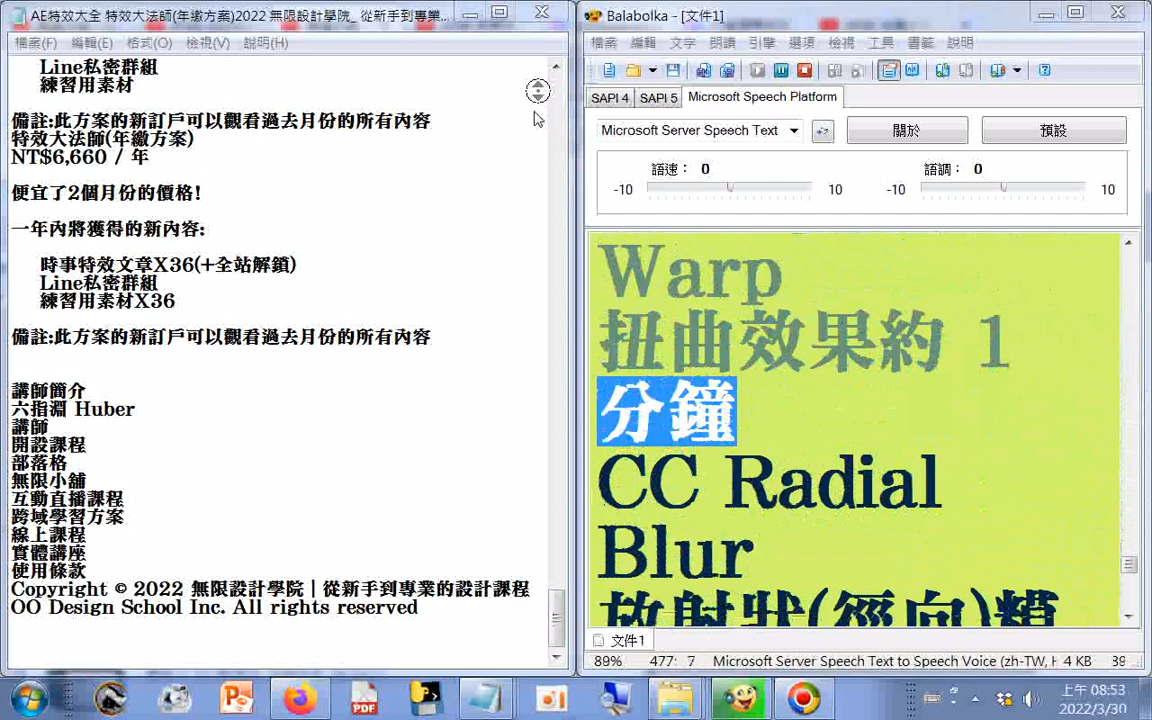 AE特效大全 特效大法師(年繳方案)2022 無限設計學院_ 從新手到專業...
檔案(F) 編輯(E) 格式(O) 檢視(V) 說明(H)
Line私密群組
練習用素材
備註:此方案的新訂戶可以觀看過去月份的所有內容
特效大法師(年繳方案)
NT$6,660 / 年
便宜了2個月份的價格!
一年內將獲得的新內容:
時事特效文章X36(+全站解鎖)
Line私密群組
練習用素材X36
備註:此方案的新訂戶可以觀看過去月份的所有內容
講師簡介
六指淵 Huber
講師
開設課程
部落格
無限小舖
互動直播課程
跨域學習方案
線上課程
實體講座
使用條款
Copyright © 2022 無限設計學院 | 從新手到專業的設計課程
OO Design School Inc. All rights reserved
Balabolka - [文件1]
檔案 編輯 文字 朗讀 引擎 選項 檢視 工具 書籤 說明
SAPI 4 SAPI 5 Microsoft Speech Platform
Microsoft Server Speech Text 關於 預設
語速： 0 語調： 0
-10 10 -10 10
Warp
扭曲效果約 1
分鐘
CC Radial
Blur
放射狀(徑向)糢
文件1
89% 477: 7 Microsoft Server Speech Text to Speech Voice (zh-TW, H 4 KB
上午 08:53
2022/3/30